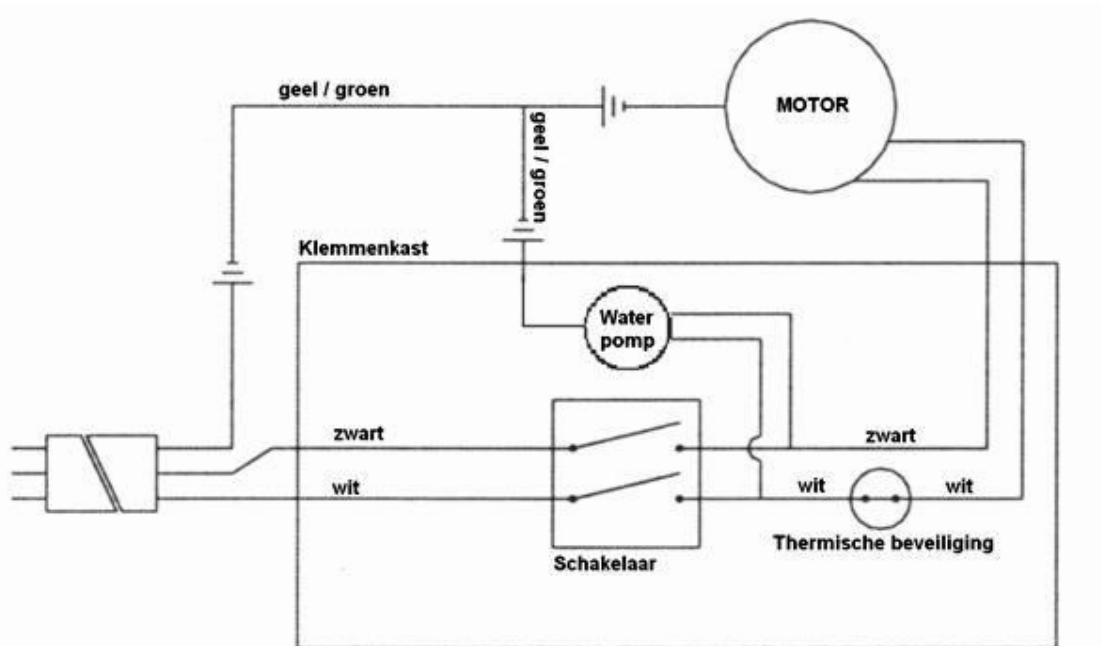 geel / groen
MOTOR
geel / groen
Klemmenkast
Water
pomp
zwart
zwart
wit
wit
wit
Thermische beveiliging
Schakelaar